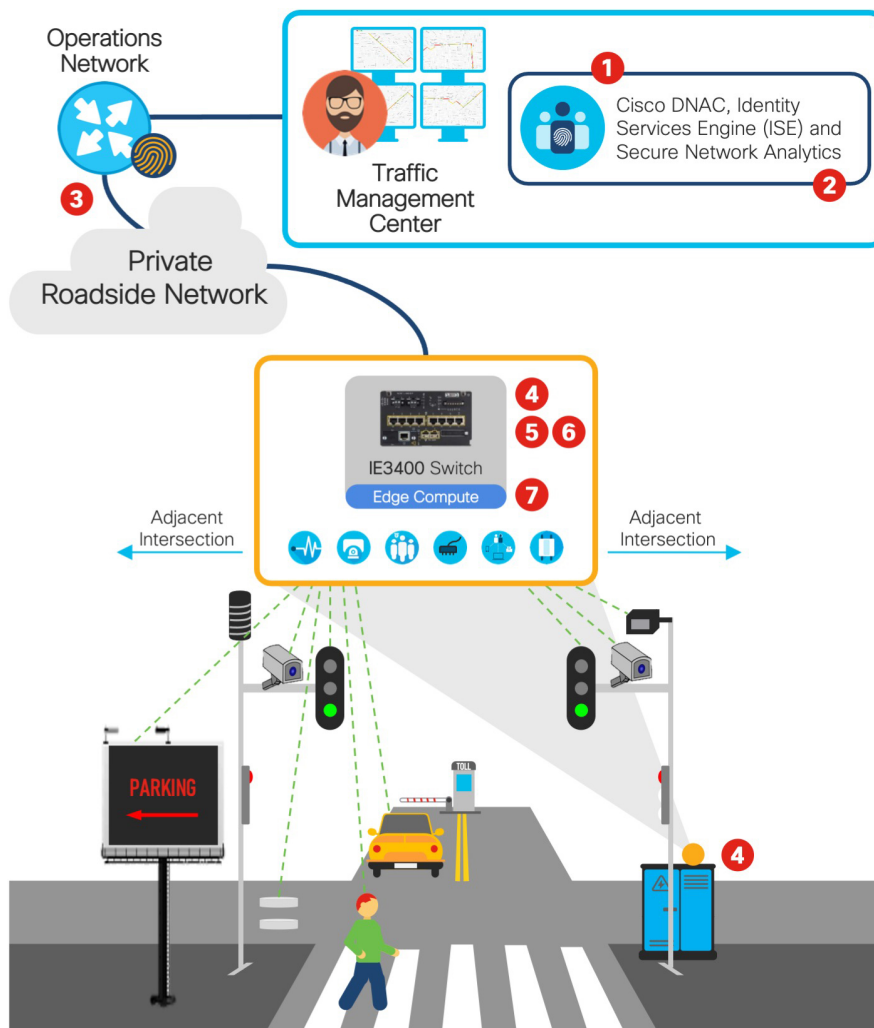 Operations
Network
1
Cisco DNAC, Identity
Services Engine (ISE) and
Secure Network Analytics
2
Traffic
Management
Center
3
Private
Roadside Network
4
5 6
IE3400 Switch
Edge Compute
7
Adjacent
Intersection
Adjacent
Intersection
TOLL
PARKING
4